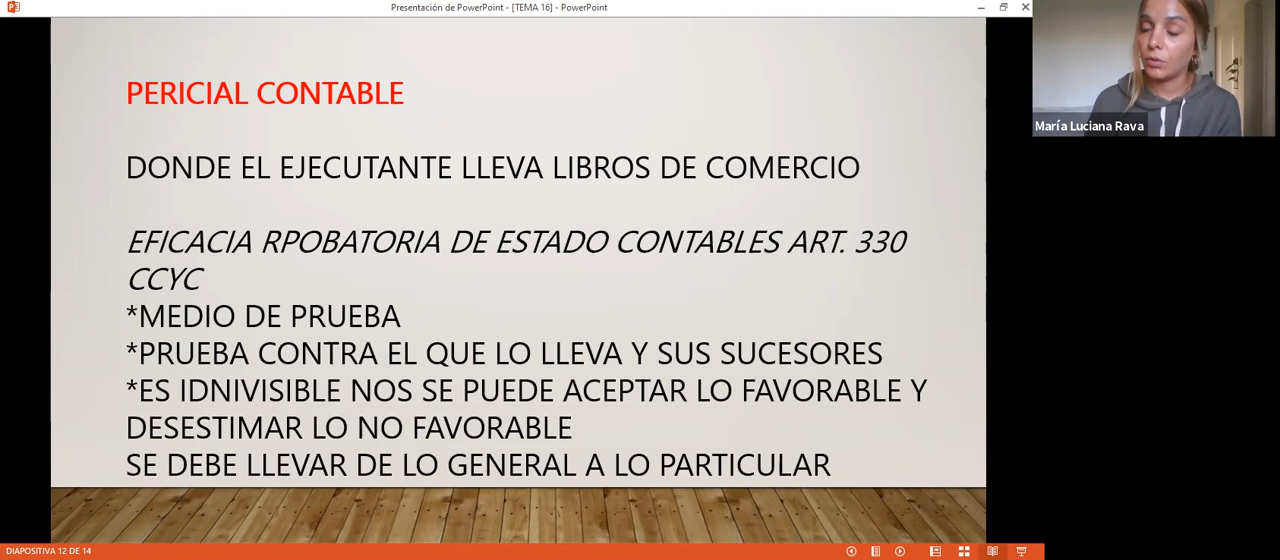 Presentación de PowerPoint - [TEMA 16] - PowerPoint
PERICIAL CONTABLE
DONDE EL EJECUTANTE LLEVA LIBROS DE COMERCIO
EFICACIA RPOBATORIA DE ESTADO CONTABLES ART. 330
CCYC
*MEDIO DE PRUEBA
*PRUEBA CONTRA EL QUE LO LLEVA Y SUS SUCESORES
*ES IDNIVISIBLE NOS SE PUEDE ACEPTAR LO FAVORABLE Y
DESESTIMAR LO NO FAVORABLE
SE DEBE LLEVAR DE LO GENERAL A LO PARTICULAR
María Luciana Rava
DIAPOSITIVA 12 DE 14